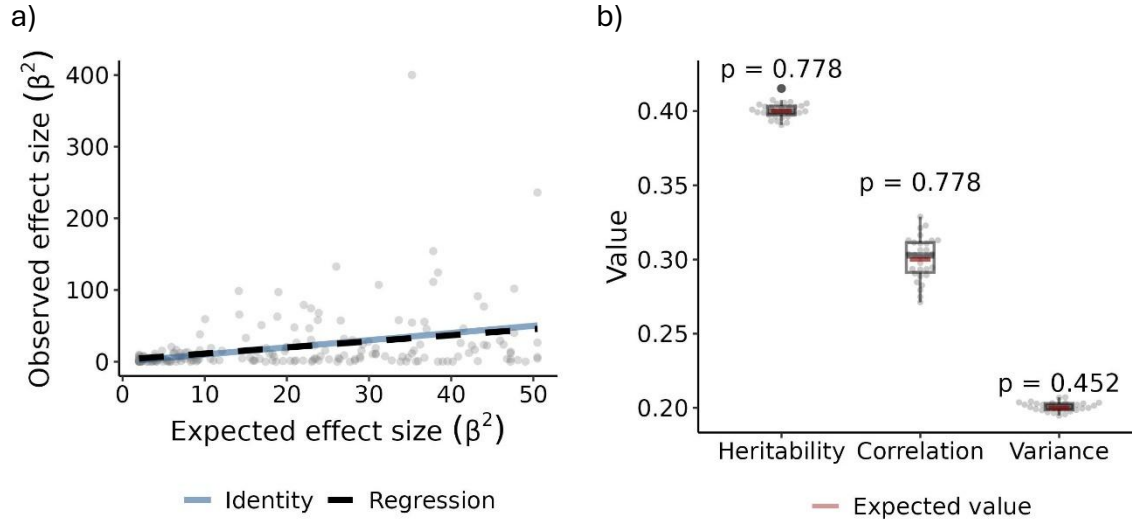 a)
Observed effect size (β²)
400
300
200
100
0
0
10
20
30
40
50
Expected effect size (β²)
Identity
Regression
b)
Value
0.40
0.35
0.30
0.25
0.20
p = 0.778
p = 0.778
p = 0.452
Heritability Correlation Variance
Expected value